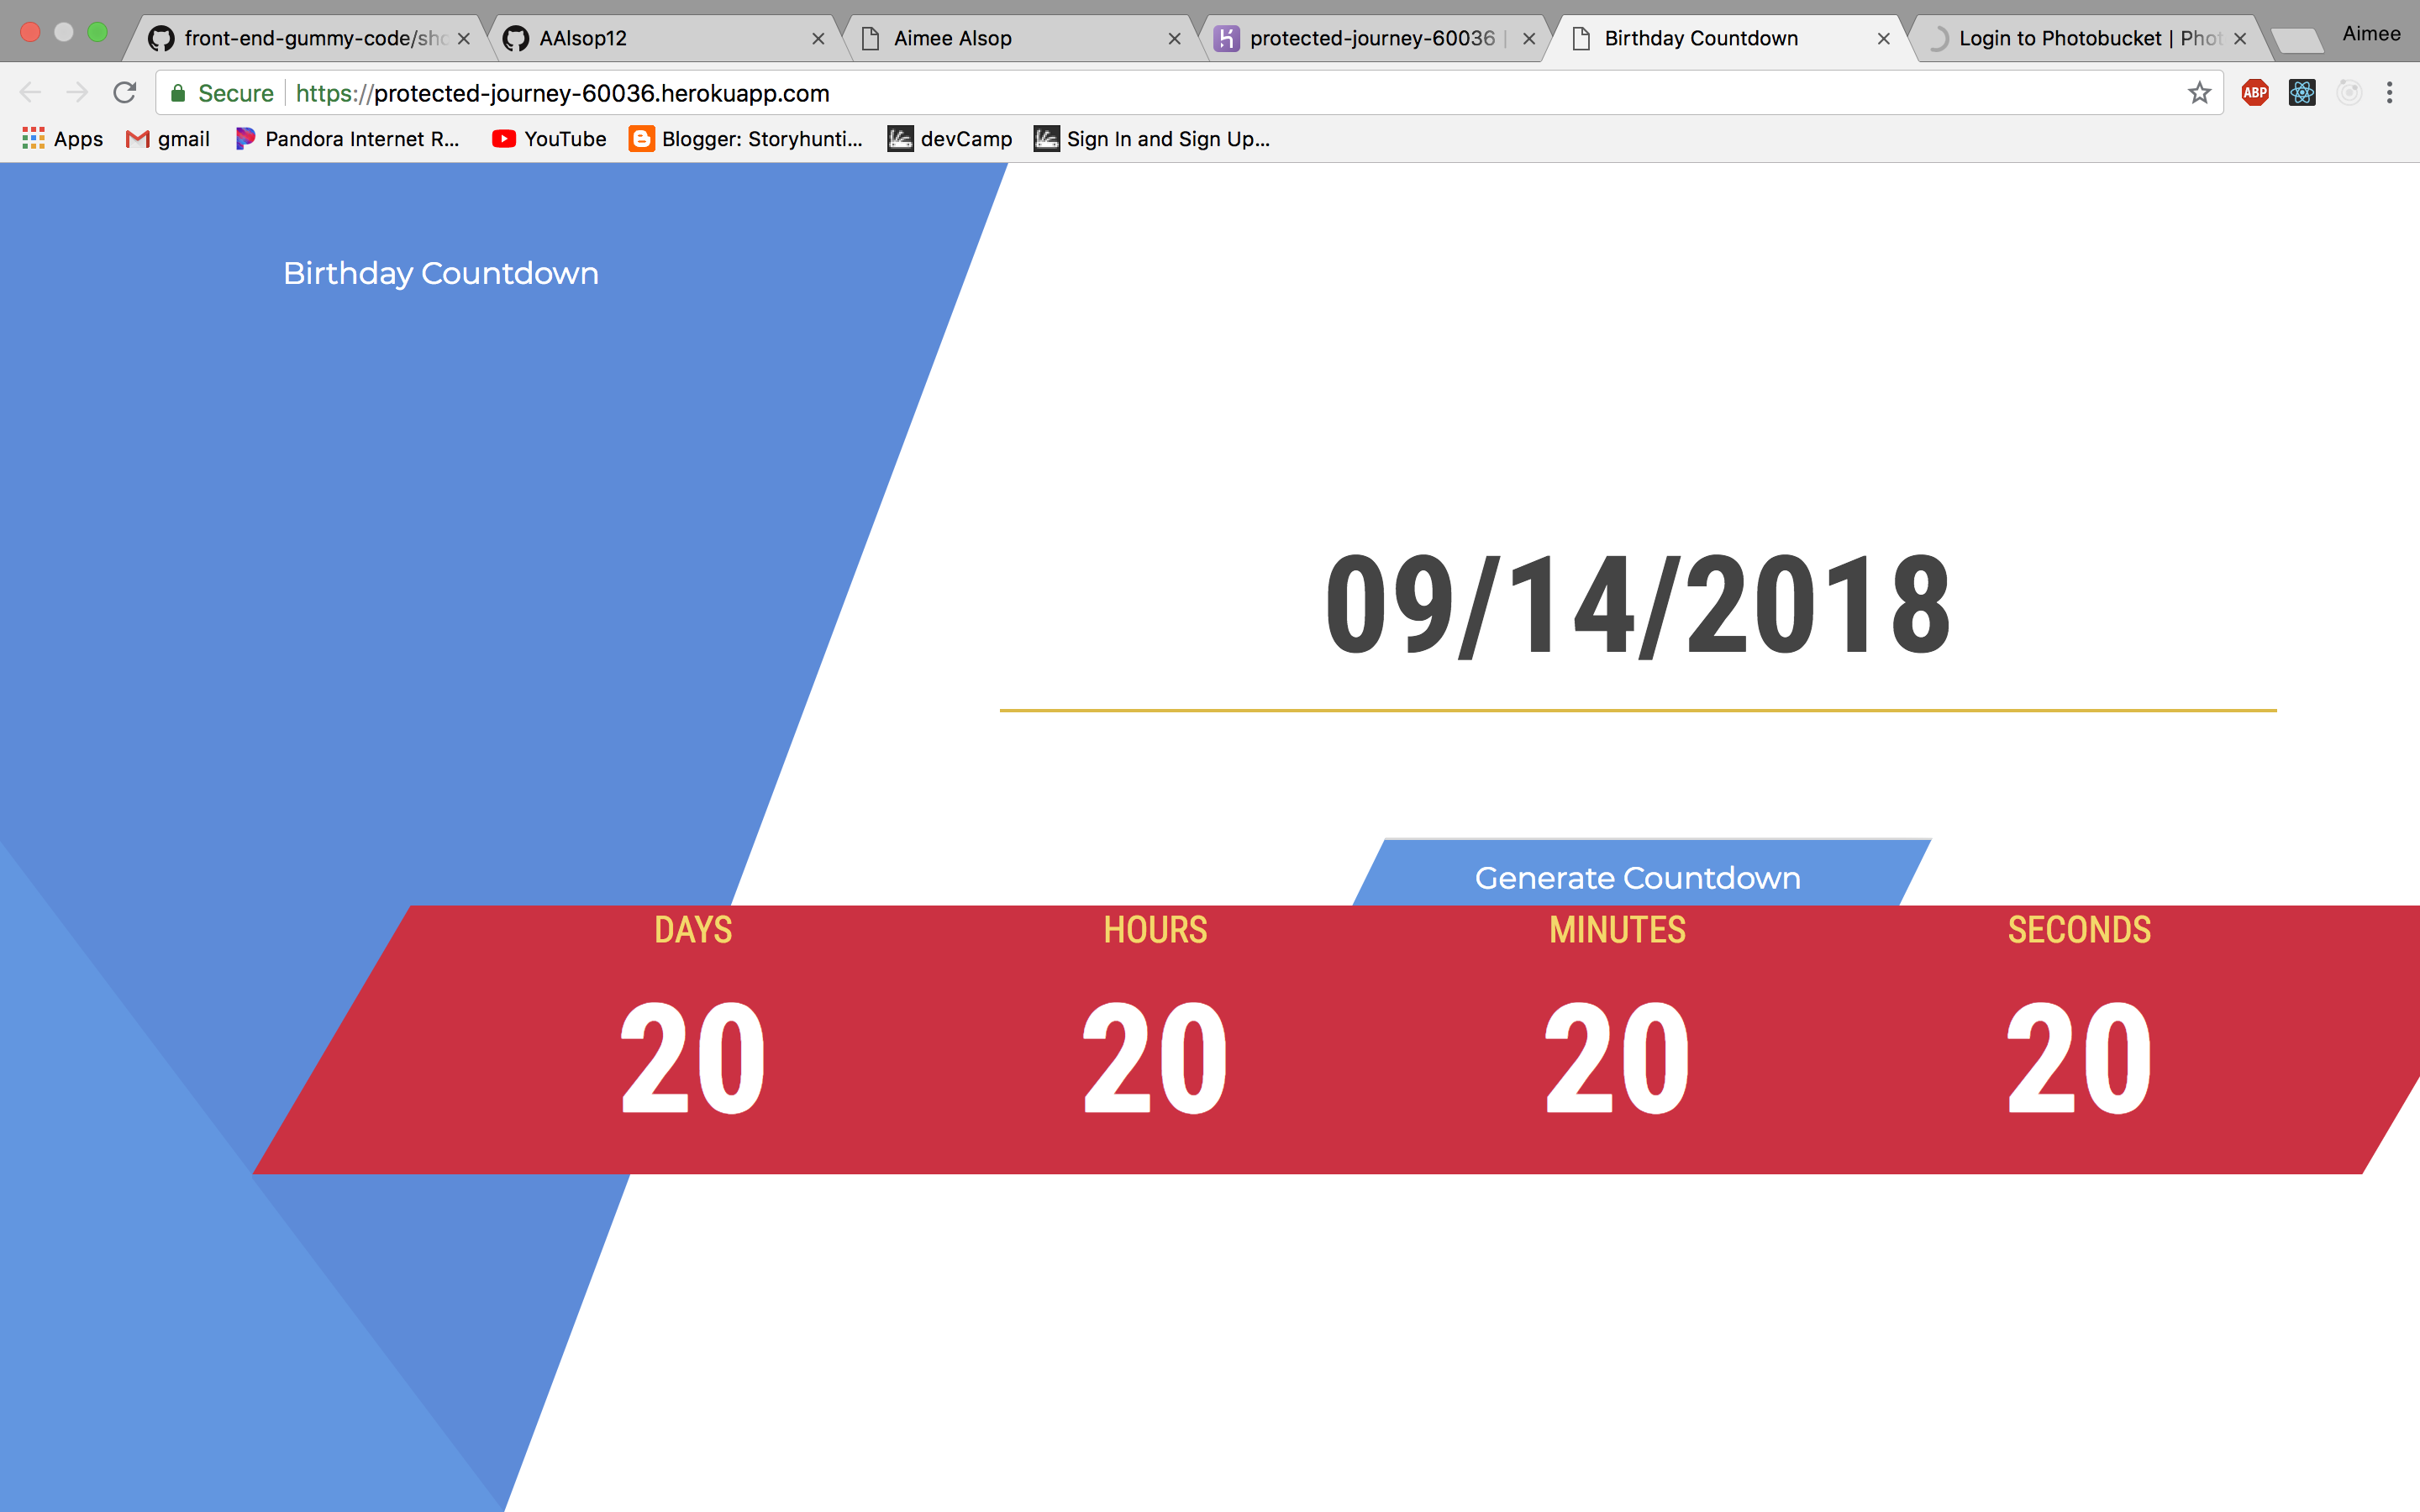 front-end-gummy-code/sho
AAlsop12
Aimee Alsop
protected-journey-60036 |
Birthday Countdown
Login to Photobucket | Phot
Aimee
Secure
https://protected-journey-60036.herokuapp.com
ABP
Apps
gmail
Pandora Internet R...
YouTube
Blogger: Storyhunti...
devCamp
Sign In and Sign Up...
Birthday Countdown
09/14/2018
Generate Countdown
DAYS HOURS MINUTES SECONDS
20 20 20 20